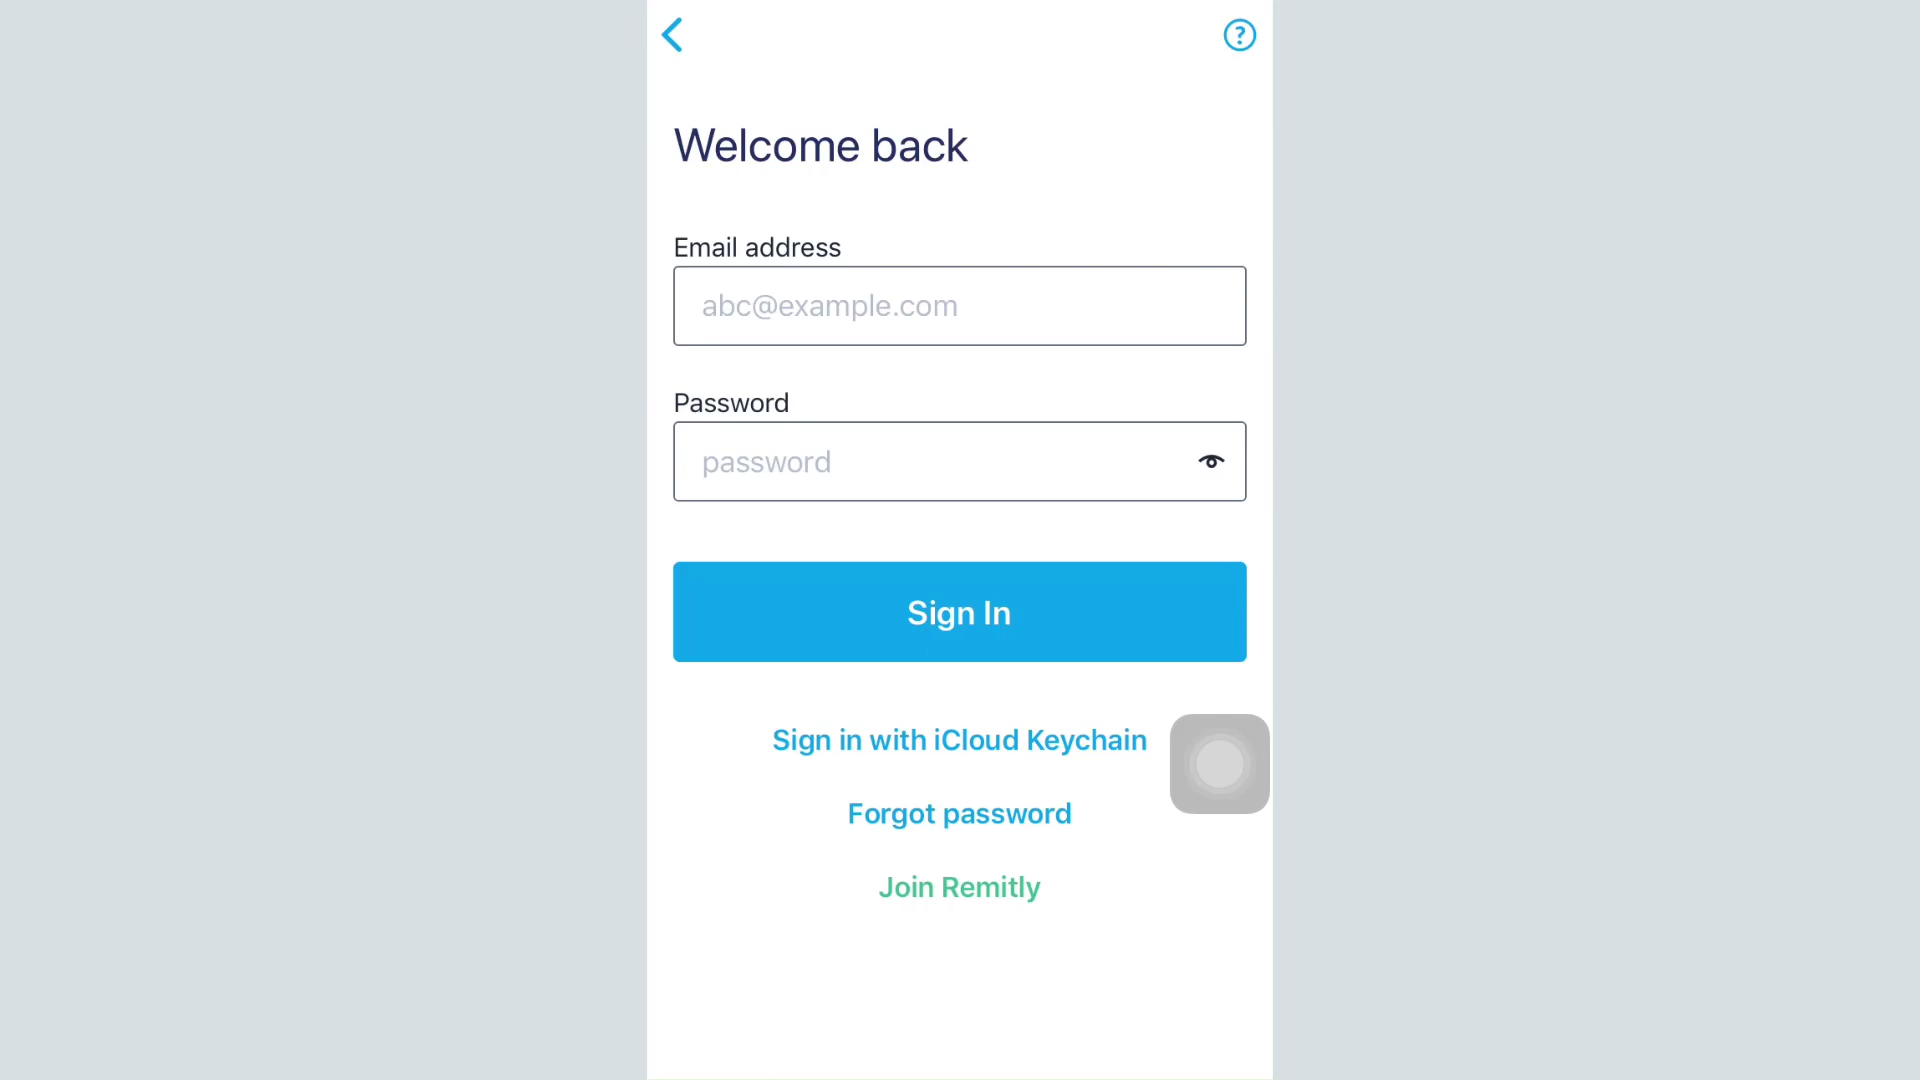 Welcome back
Email address
abc@example.com
Password
password
Sign In
Sign in with iCloud Keychain
Forgot password
Join Remitly